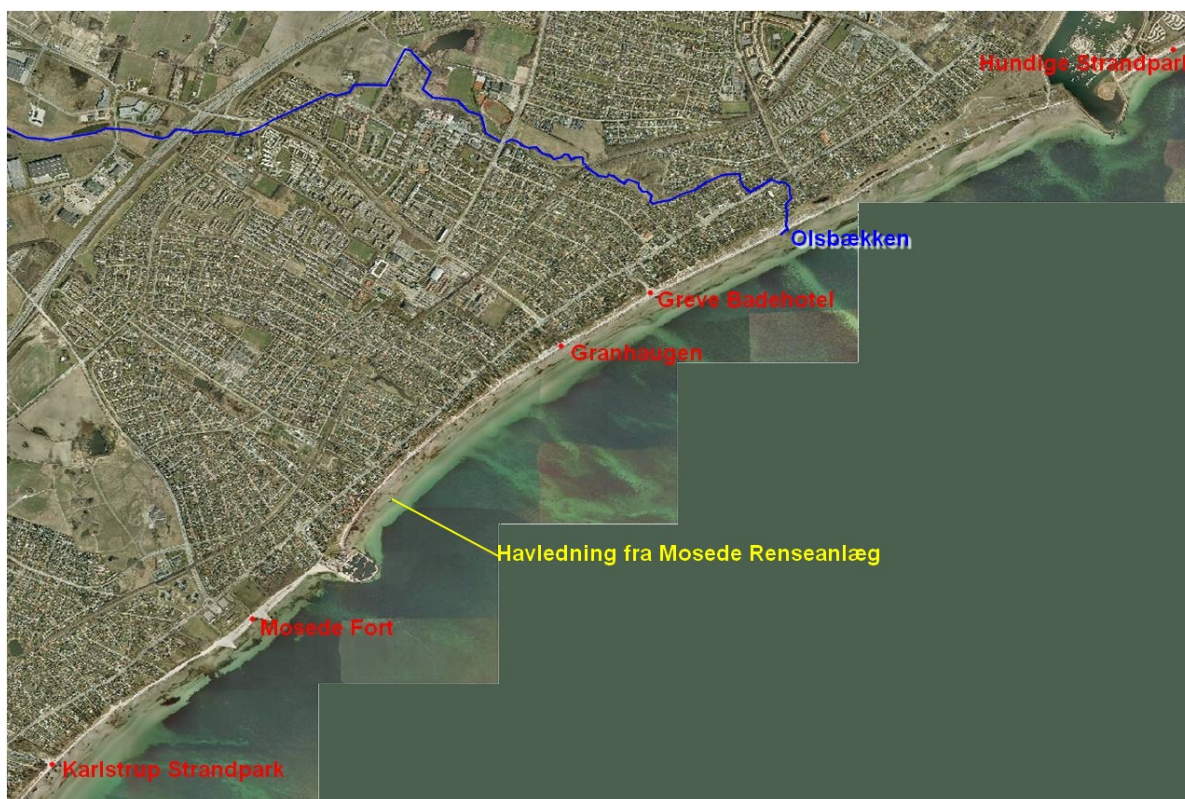 Hundige Strandpark
Olsbækken
Greve Badehotel
Granhaugen
Havledning fra Mosede Renseanlæg
Mosede Fort
Karlstrup Strandpark